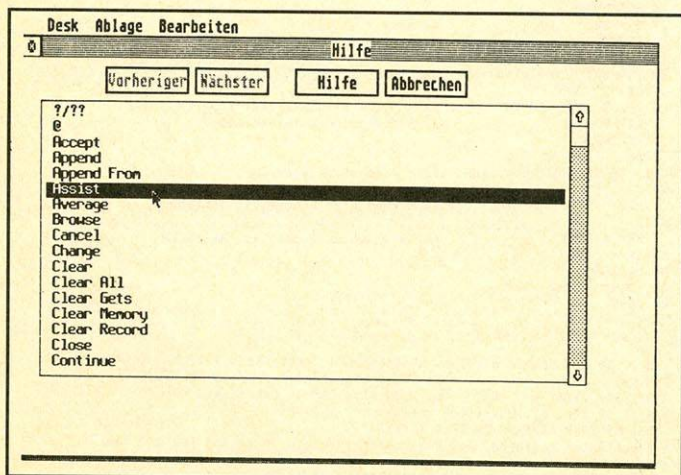 Desk Ablage Bearbeiten
Hilfe
Vorheriger Nächster Hilfe Abbrechen
?/??
@
Accept
Append
Append From
Assist
Average
Browse
Cancel
Change
Clear
Clear All
Clear Gets
Clear Memory
Clear Record
Close
Continue